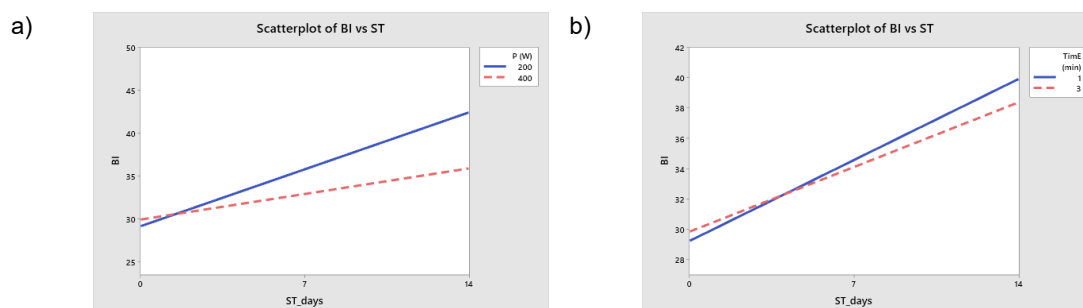 a)
Scatterplot of BI vs ST
50
45
40
35
30
25
BI
0
7
14
ST_days
P (W)
200
400
b)
Scatterplot of BI vs ST
42
40
38
36
34
32
30
28
BI
0
7
14
ST_days
TimE
(min)
1
3